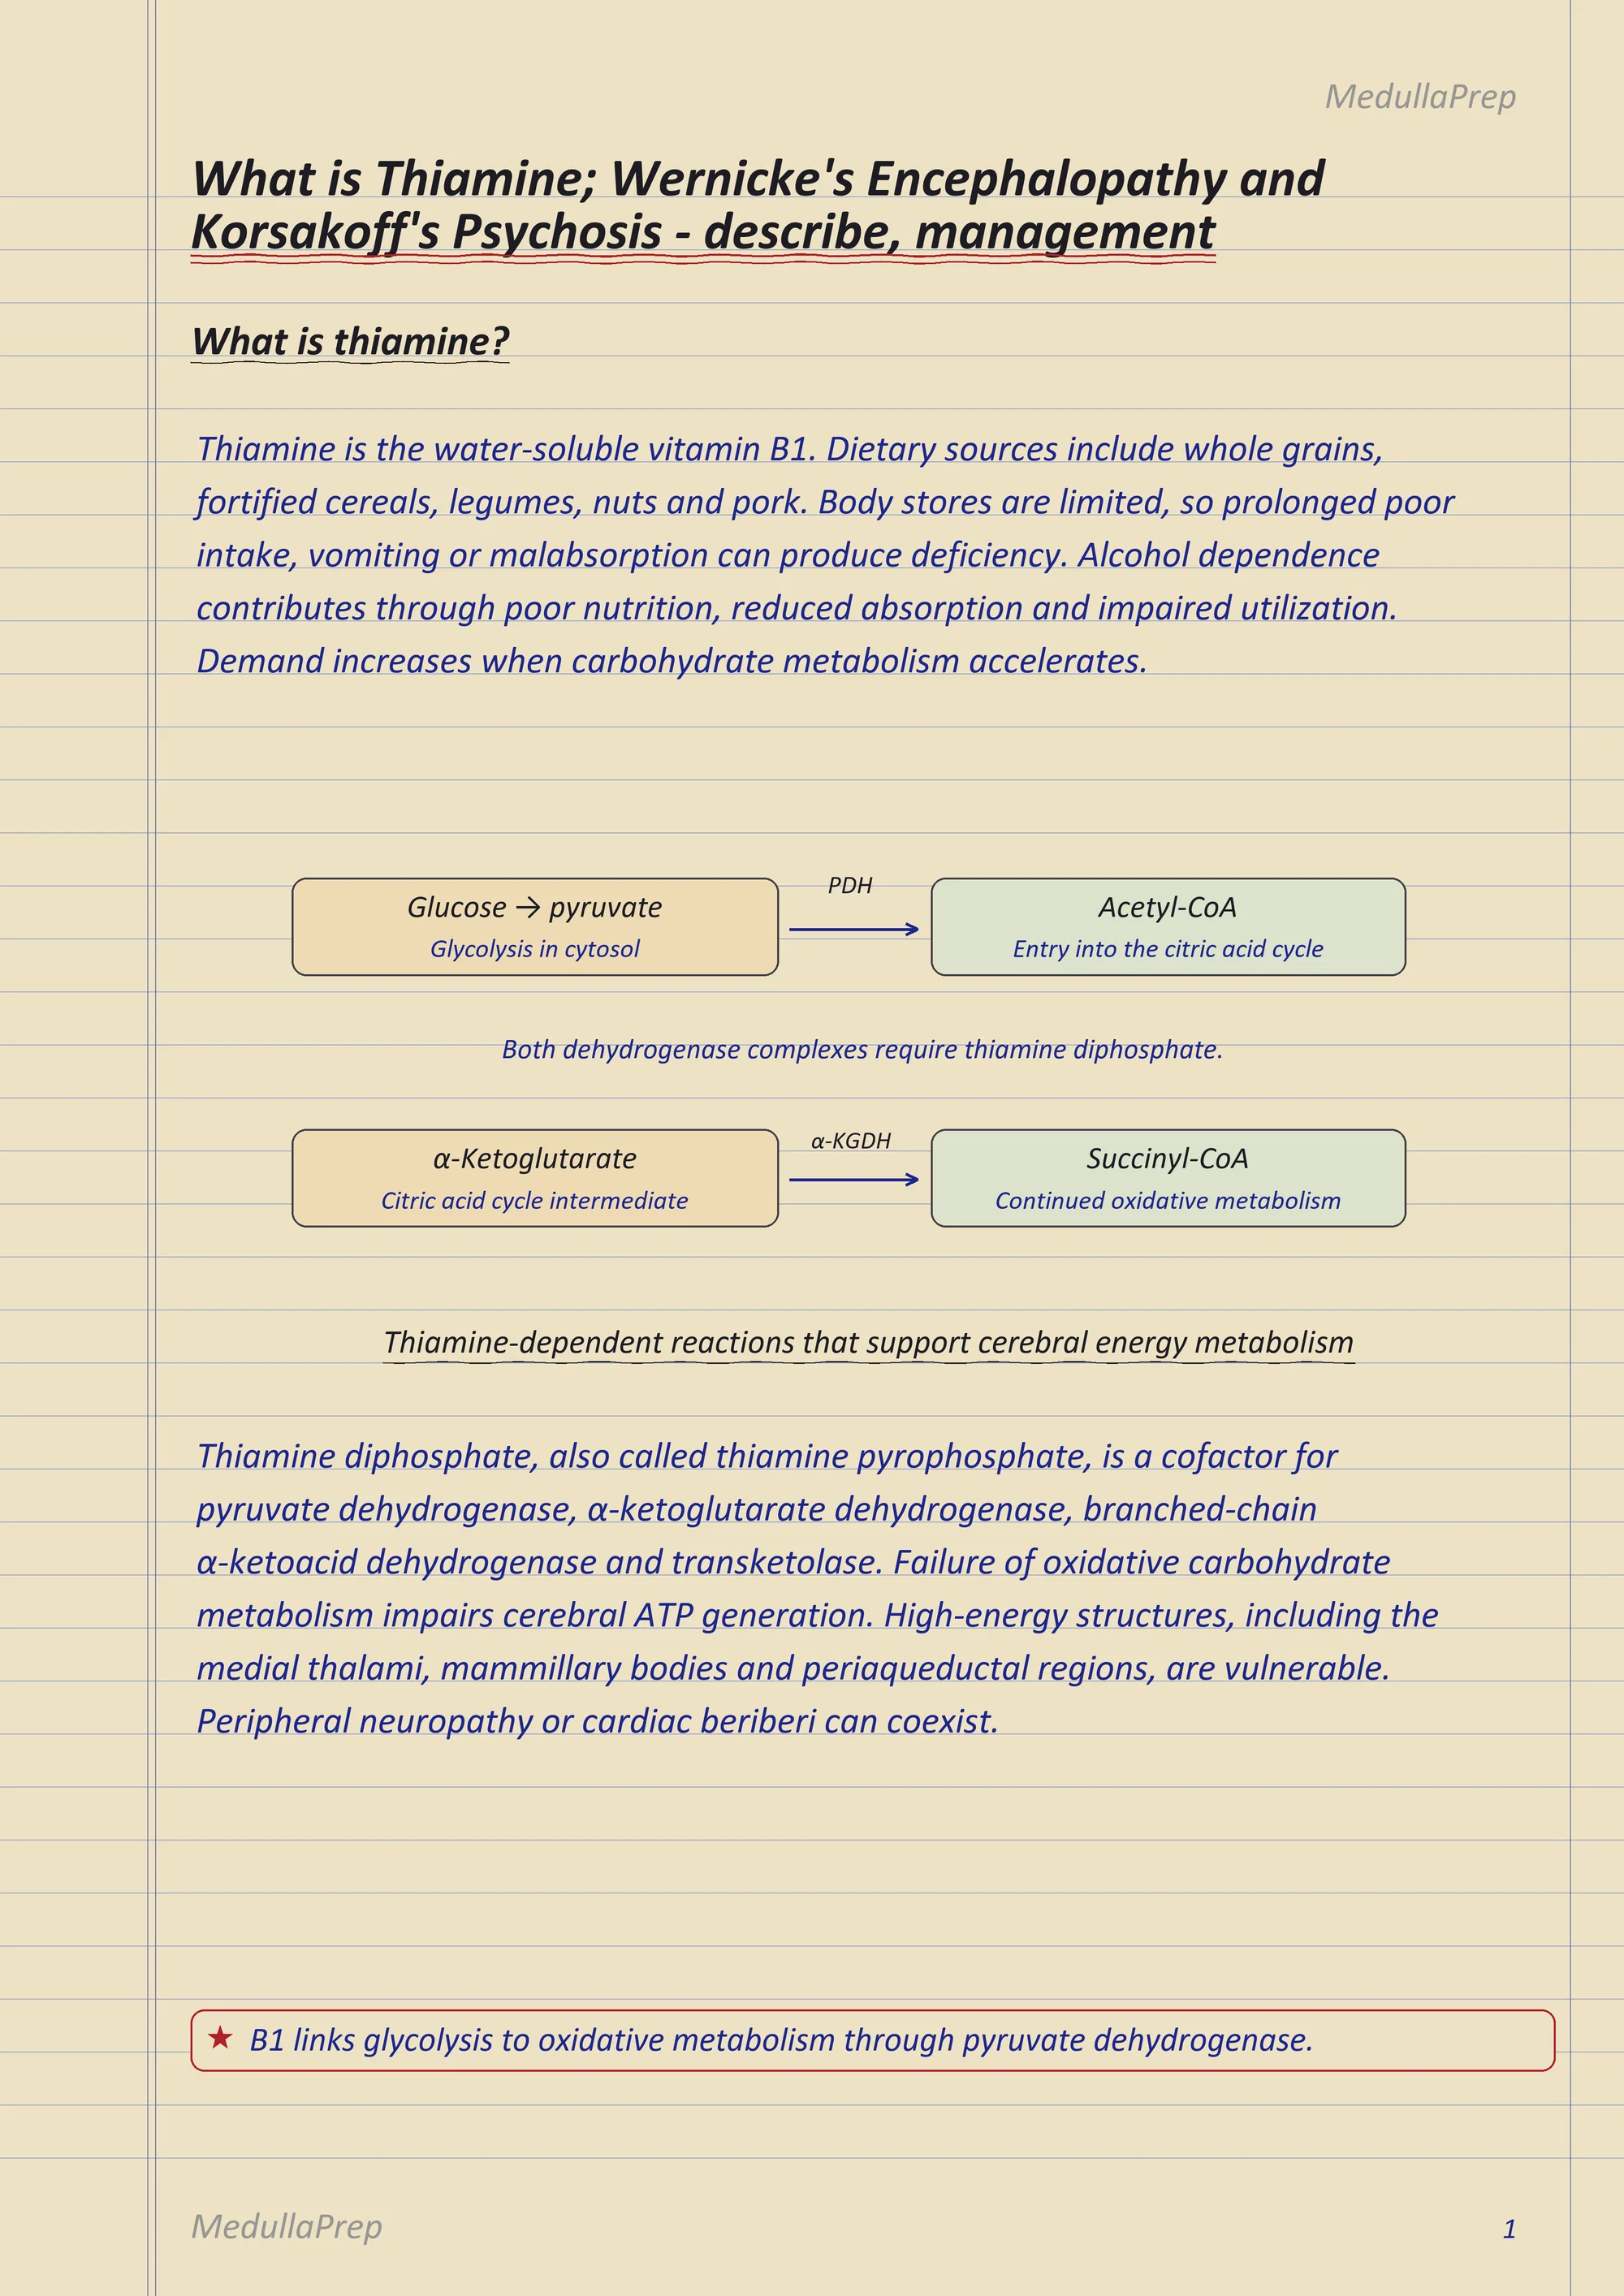 MedullaPrep
What is Thiamine; Wernicke's Encephalopathy and
Korsakoff's Psychosis - describe, management
What is thiamine?
Thiamine is the water-soluble vitamin B1. Dietary sources include whole grains,
fortified cereals, legumes, nuts and pork. Body stores are limited, so prolonged poor
intake, vomiting or malabsorption can produce deficiency. Alcohol dependence
contributes through poor nutrition, reduced absorption and impaired utilization.
Demand increases when carbohydrate metabolism accelerates.
Glucose → pyruvate
Glycolysis in cytosol
PDH
Acetyl-CoA
Entry into the citric acid cycle
Both dehydrogenase complexes require thiamine diphosphate.
α-Ketoglutarate
Citric acid cycle intermediate
α-KGDH
Succinyl-CoA
Continued oxidative metabolism
Thiamine-dependent reactions that support cerebral energy metabolism
Thiamine diphosphate, also called thiamine pyrophosphate, is a cofactor for
pyruvate dehydrogenase, α-ketoglutarate dehydrogenase, branched-chain
α-ketoacid dehydrogenase and transketolase. Failure of oxidative carbohydrate
metabolism impairs cerebral ATP generation. High-energy structures, including the
medial thalami, mammillary bodies and periaqueductal regions, are vulnerable.
Peripheral neuropathy or cardiac beriberi can coexist.
★ B1 links glycolysis to oxidative metabolism through pyruvate dehydrogenase.
MedullaPrep
1